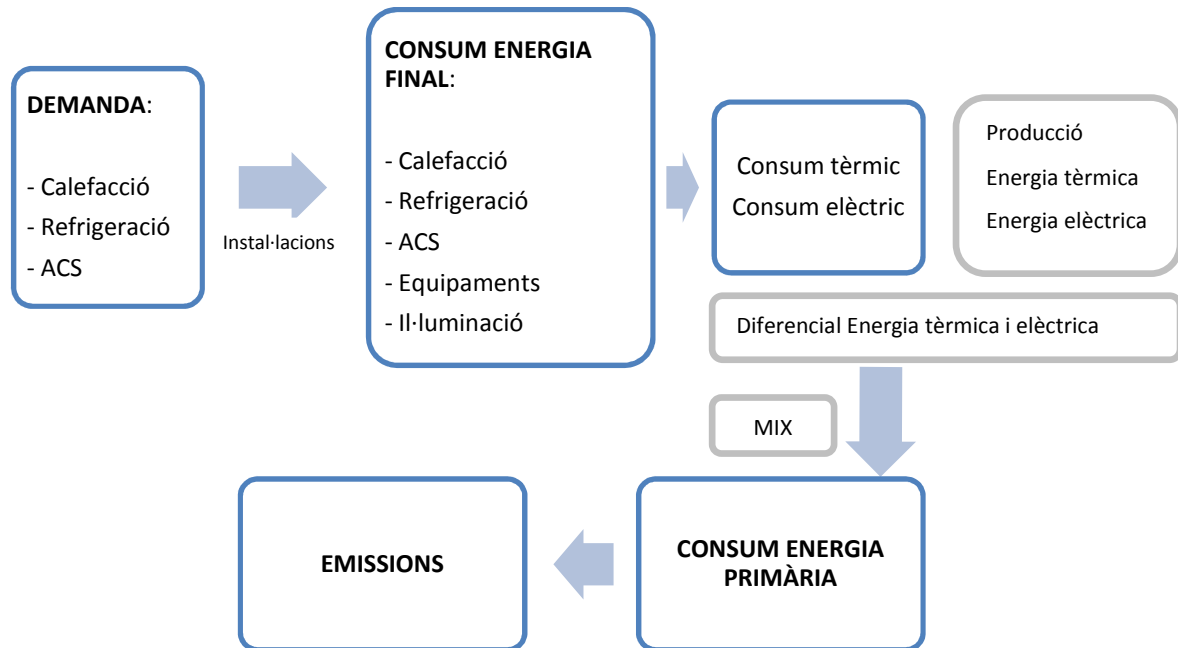 DEMANDA:
- Calefacció
- Refrigeració
- ACS
Instal·lacions
CONSUM ENERGIA
FINAL:
- Calefacció
- Refrigeració
- ACS
- Equipaments
- Il·luminació
Consum tèrmic
Consum elèctric
Producció
Energia tèrmica
Energia elèctrica
Diferencial Energia tèrmica i elèctrica
MIX
CONSUM ENERGIA
PRIMÀRIA
EMISSIONS